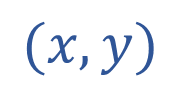 (x, y)